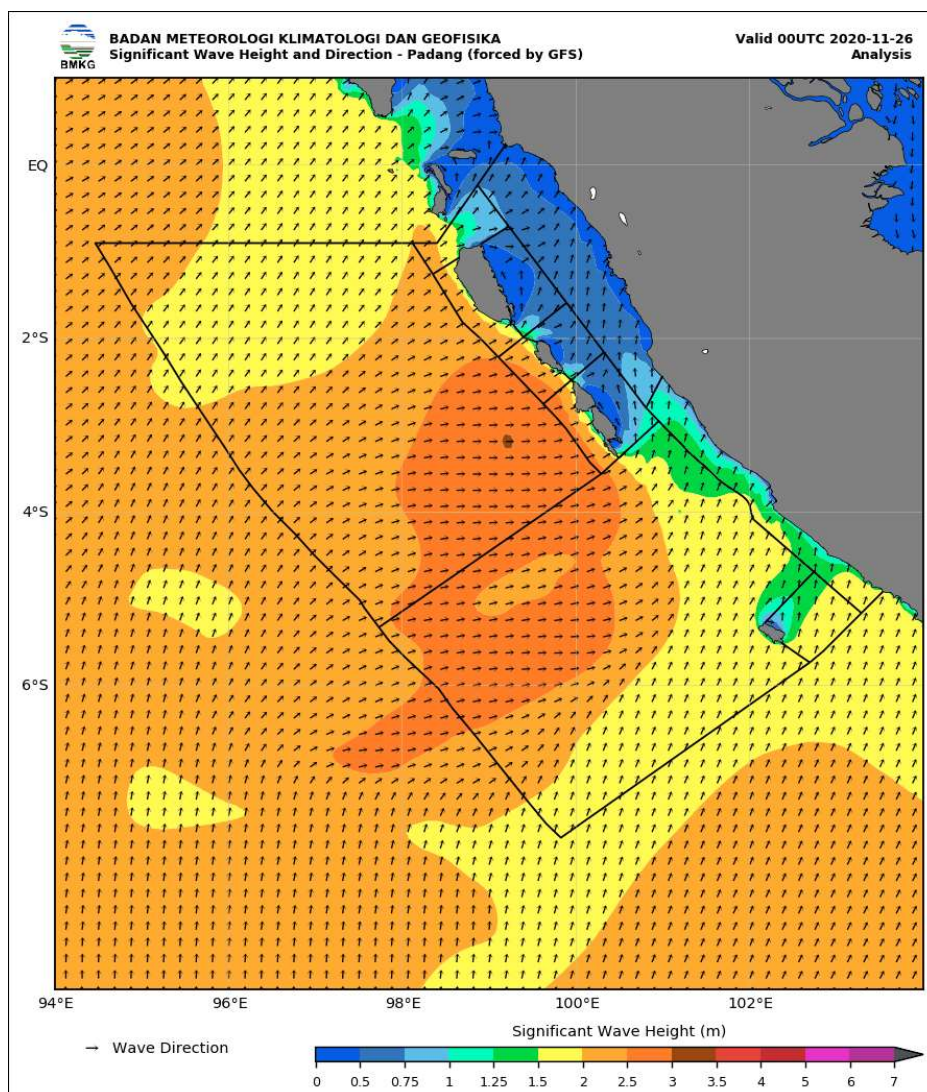 BADAN METEOROLOGI KLIMATOLOGI DAN GEOFISIKA
Significant Wave Height and Direction - Padang (forced by GFS)
Valid 00UTC 2020-11-26
Analysis
BMKG
EQ
2°S
4°S
6°S
94°E 96°E 98°E 100°E 102°E
Wave Direction
Significant Wave Height (m)
0 0.5 0.75 1 1.25 1.5 2 2.5 3 3.5 4 5 6 7